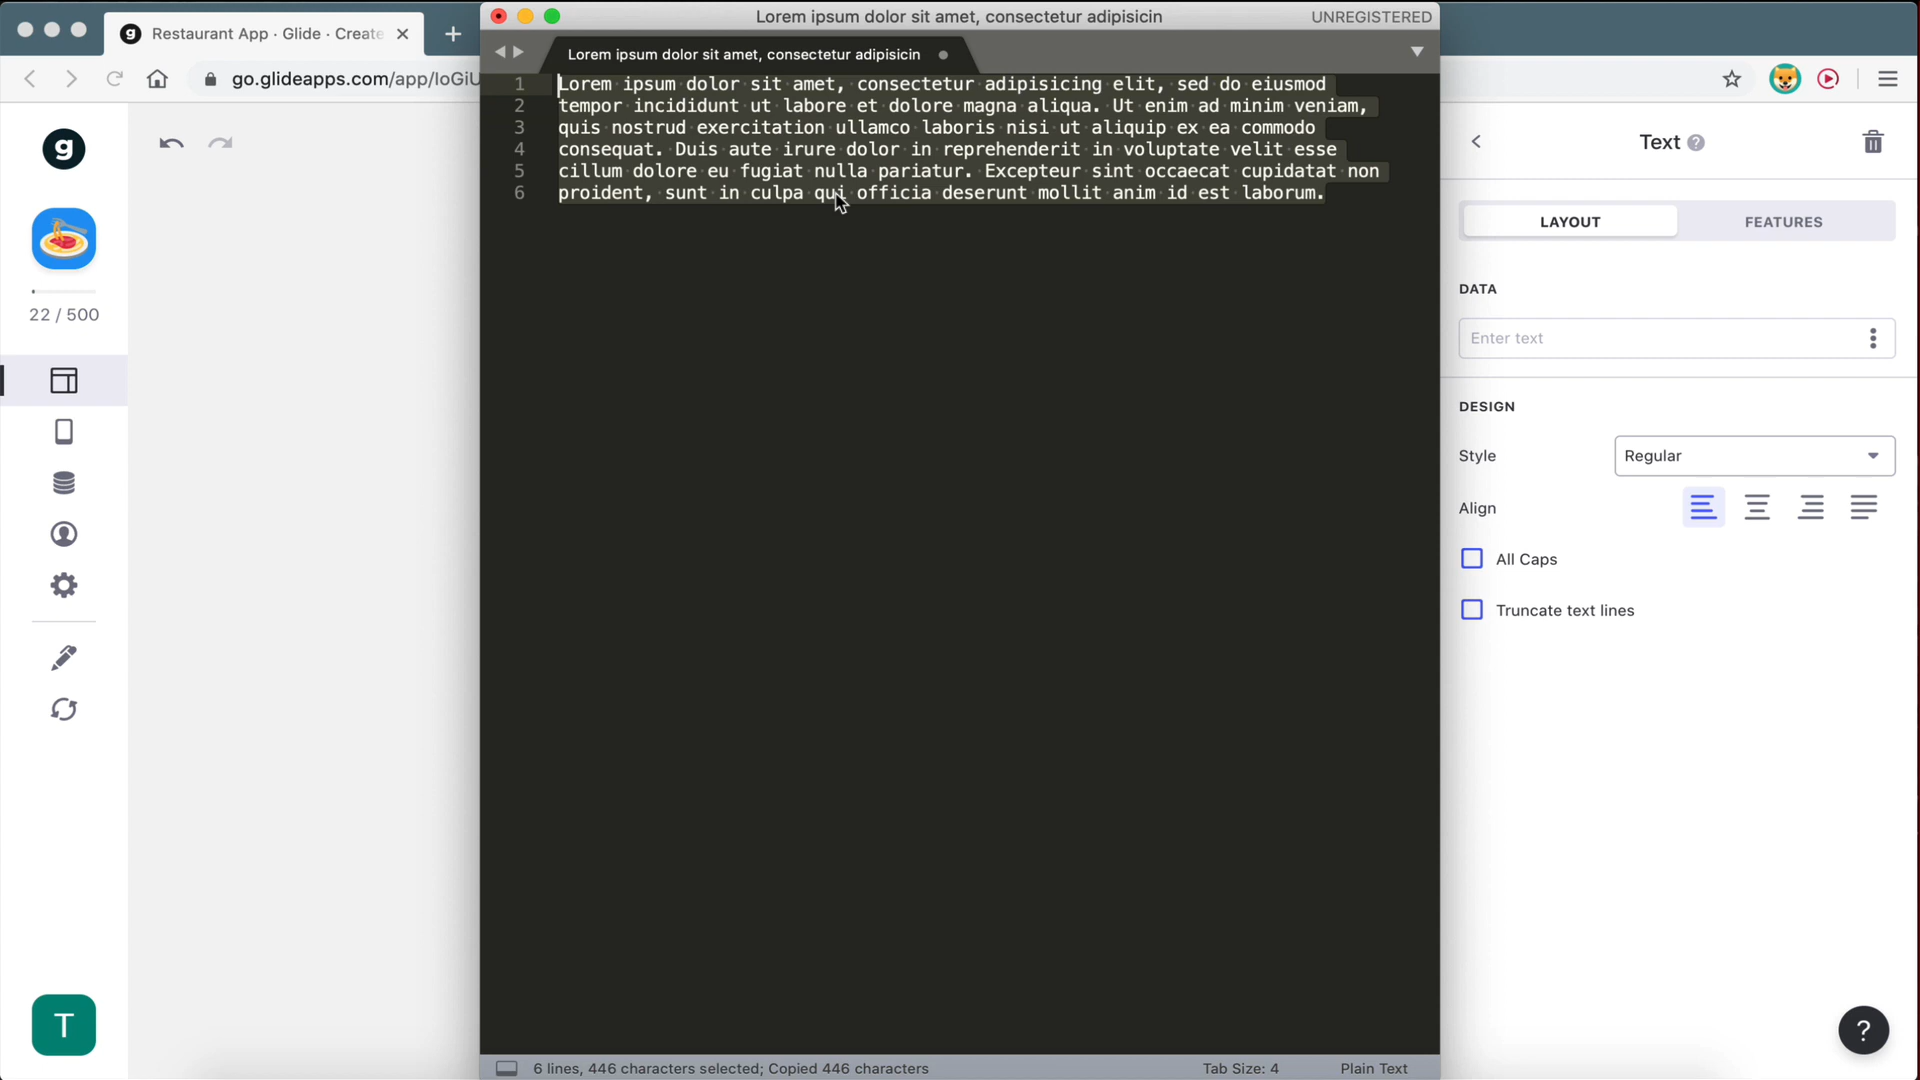 Restaurant App · Glide · Create
go.glideapps.com/app/IoGiU
g
22 / 500
T
Lorem ipsum dolor sit amet, consectetur adipisicin
UNREGISTERED
Lorem ipsum dolor sit amet, consectetur adipisicin
1 Lorem ipsum dolor sit amet, consectetur adipisicing elit, sed do eiusmod
2 tempor incididunt ut labore et dolore magna aliqua. Ut enim ad minim veniam,
3 quis nostrud exercitation ullamco laboris nisi ut aliquip ex ea commodo
4 consequat. Duis aute irure dolor in reprehenderit in voluptate velit esse
5 cillum dolore eu fugiat nulla pariatur. Excepteur sint occaecat cupidatat non
6 proident, sunt in culpa qui officia deserunt mollit anim id est laborum.
6 lines, 446 characters selected; Copied 446 characters
Tab Size: 4
Plain Text
Text ?
LAYOUT
FEATURES
DATA
Enter text
DESIGN
Style
Regular
Align
All Caps
Truncate text lines
?